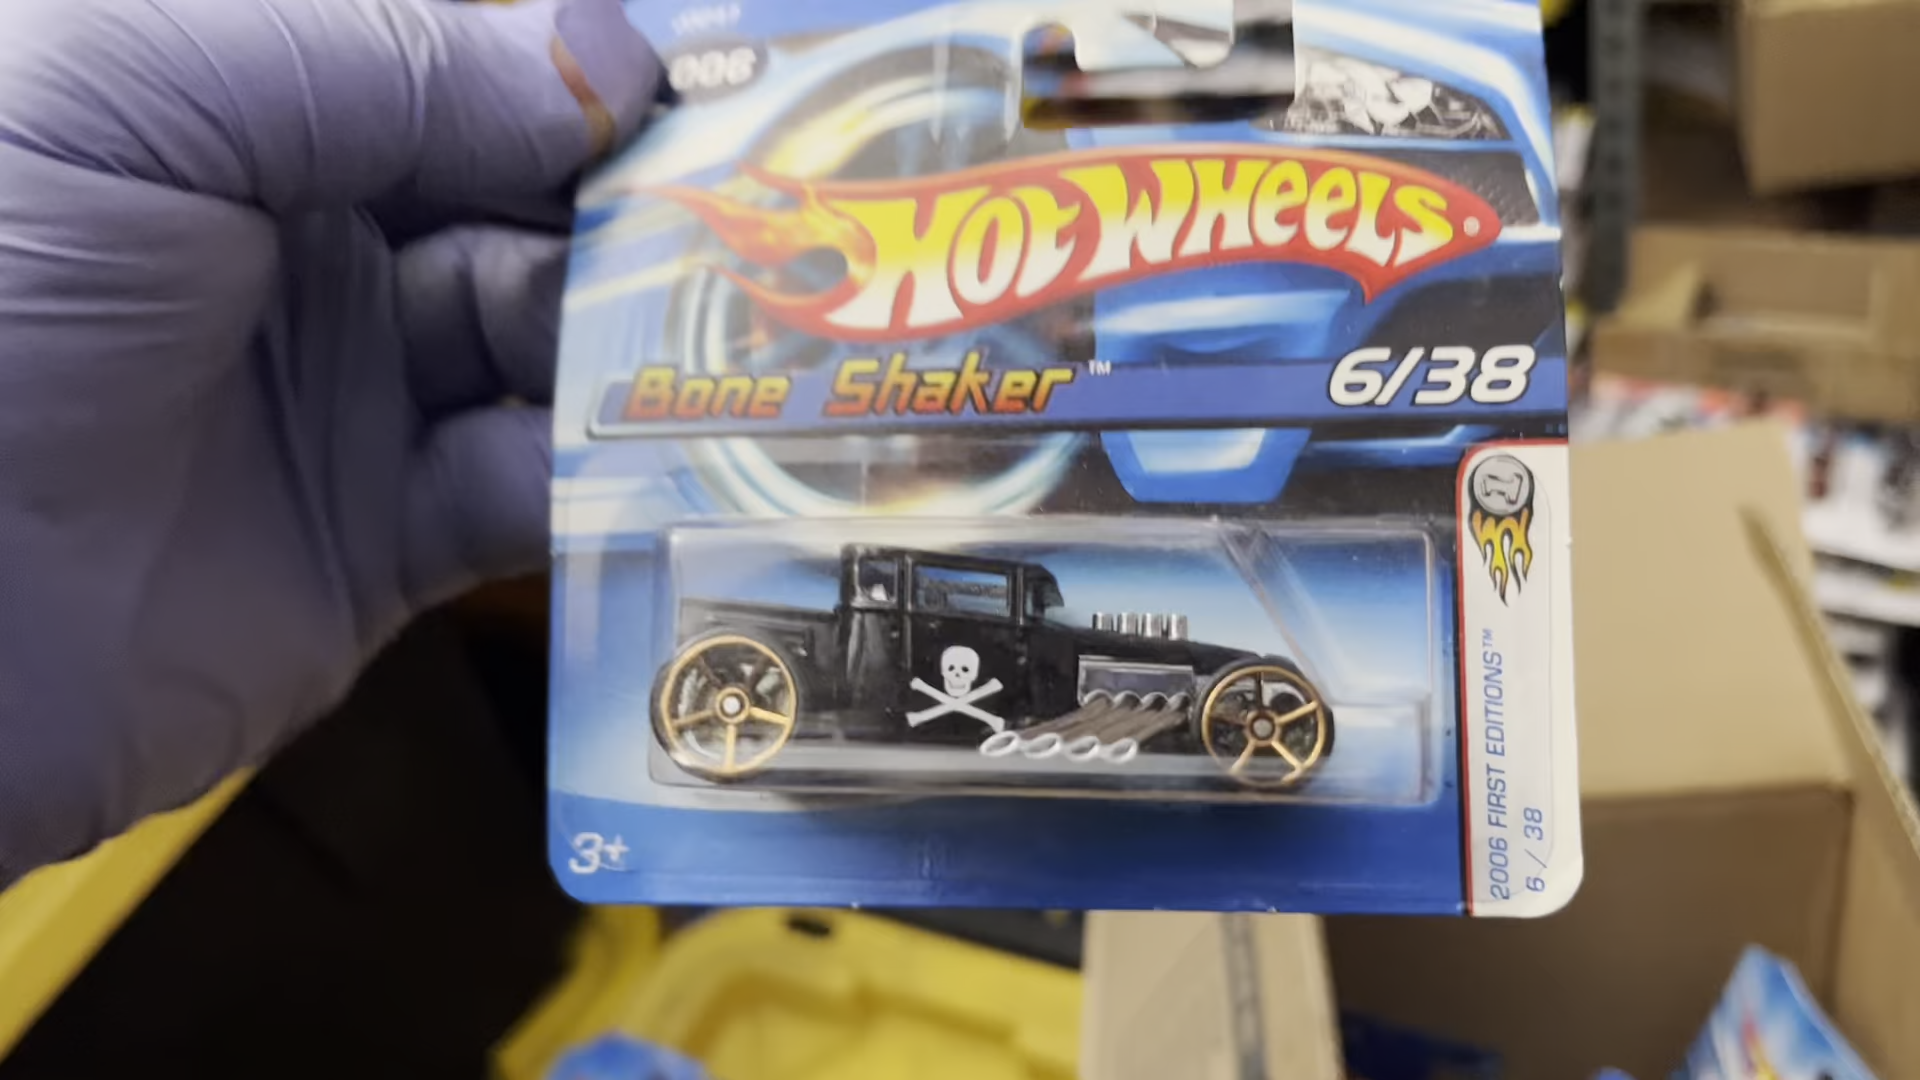 006
HOT WHEELS®
Bone Shaker™
6/38
2006 FIRST EDITIONS™
6 / 38
3+